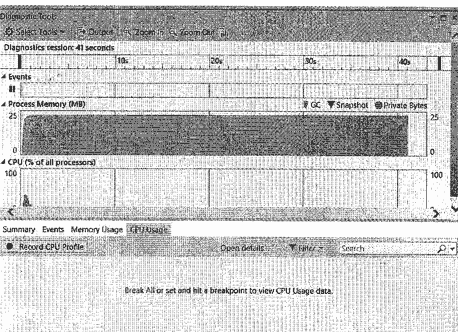 Diagnostic Tools
Select Tools Output Zoom In Zoom Out
Diagnostics session: 41 seconds
10s 20s 30s 40s
Events
Process Memory (MB) GC Snapshot Private Bytes
25 25
0 0
CPU (% of all processors)
100 100
Summary Events Memory Usage CPU Usage
Record CPU Profile Open details Filter Search
Break All or set and hit a breakpoint to view CPU Usage data.